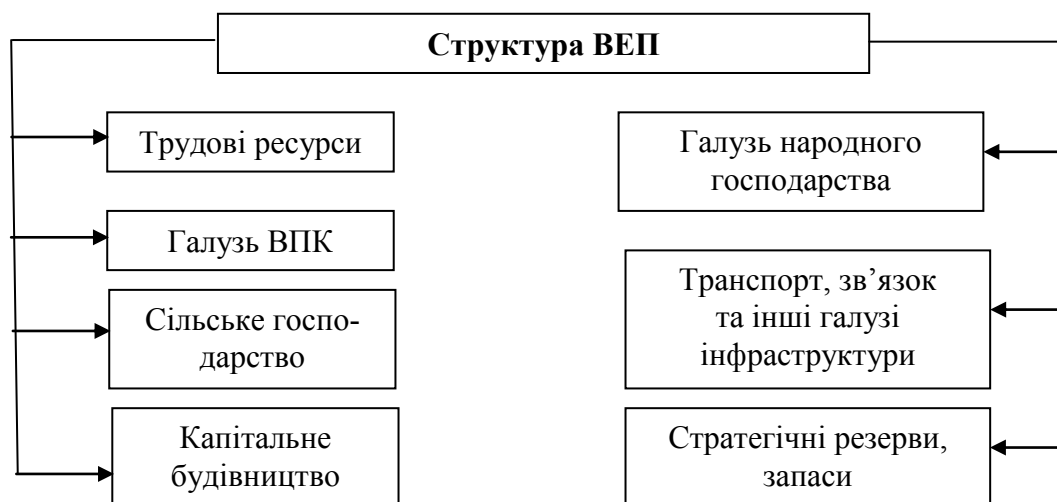 Структура ВЕП
Трудові ресурси
Галузь ВПК
Сільське госпо-
дарство
Капітальне
будівництво
Галузь народного
господарства
Транспорт, зв’язок
та інші галузі
інфраструктури
Стратегічні резерви,
запаси